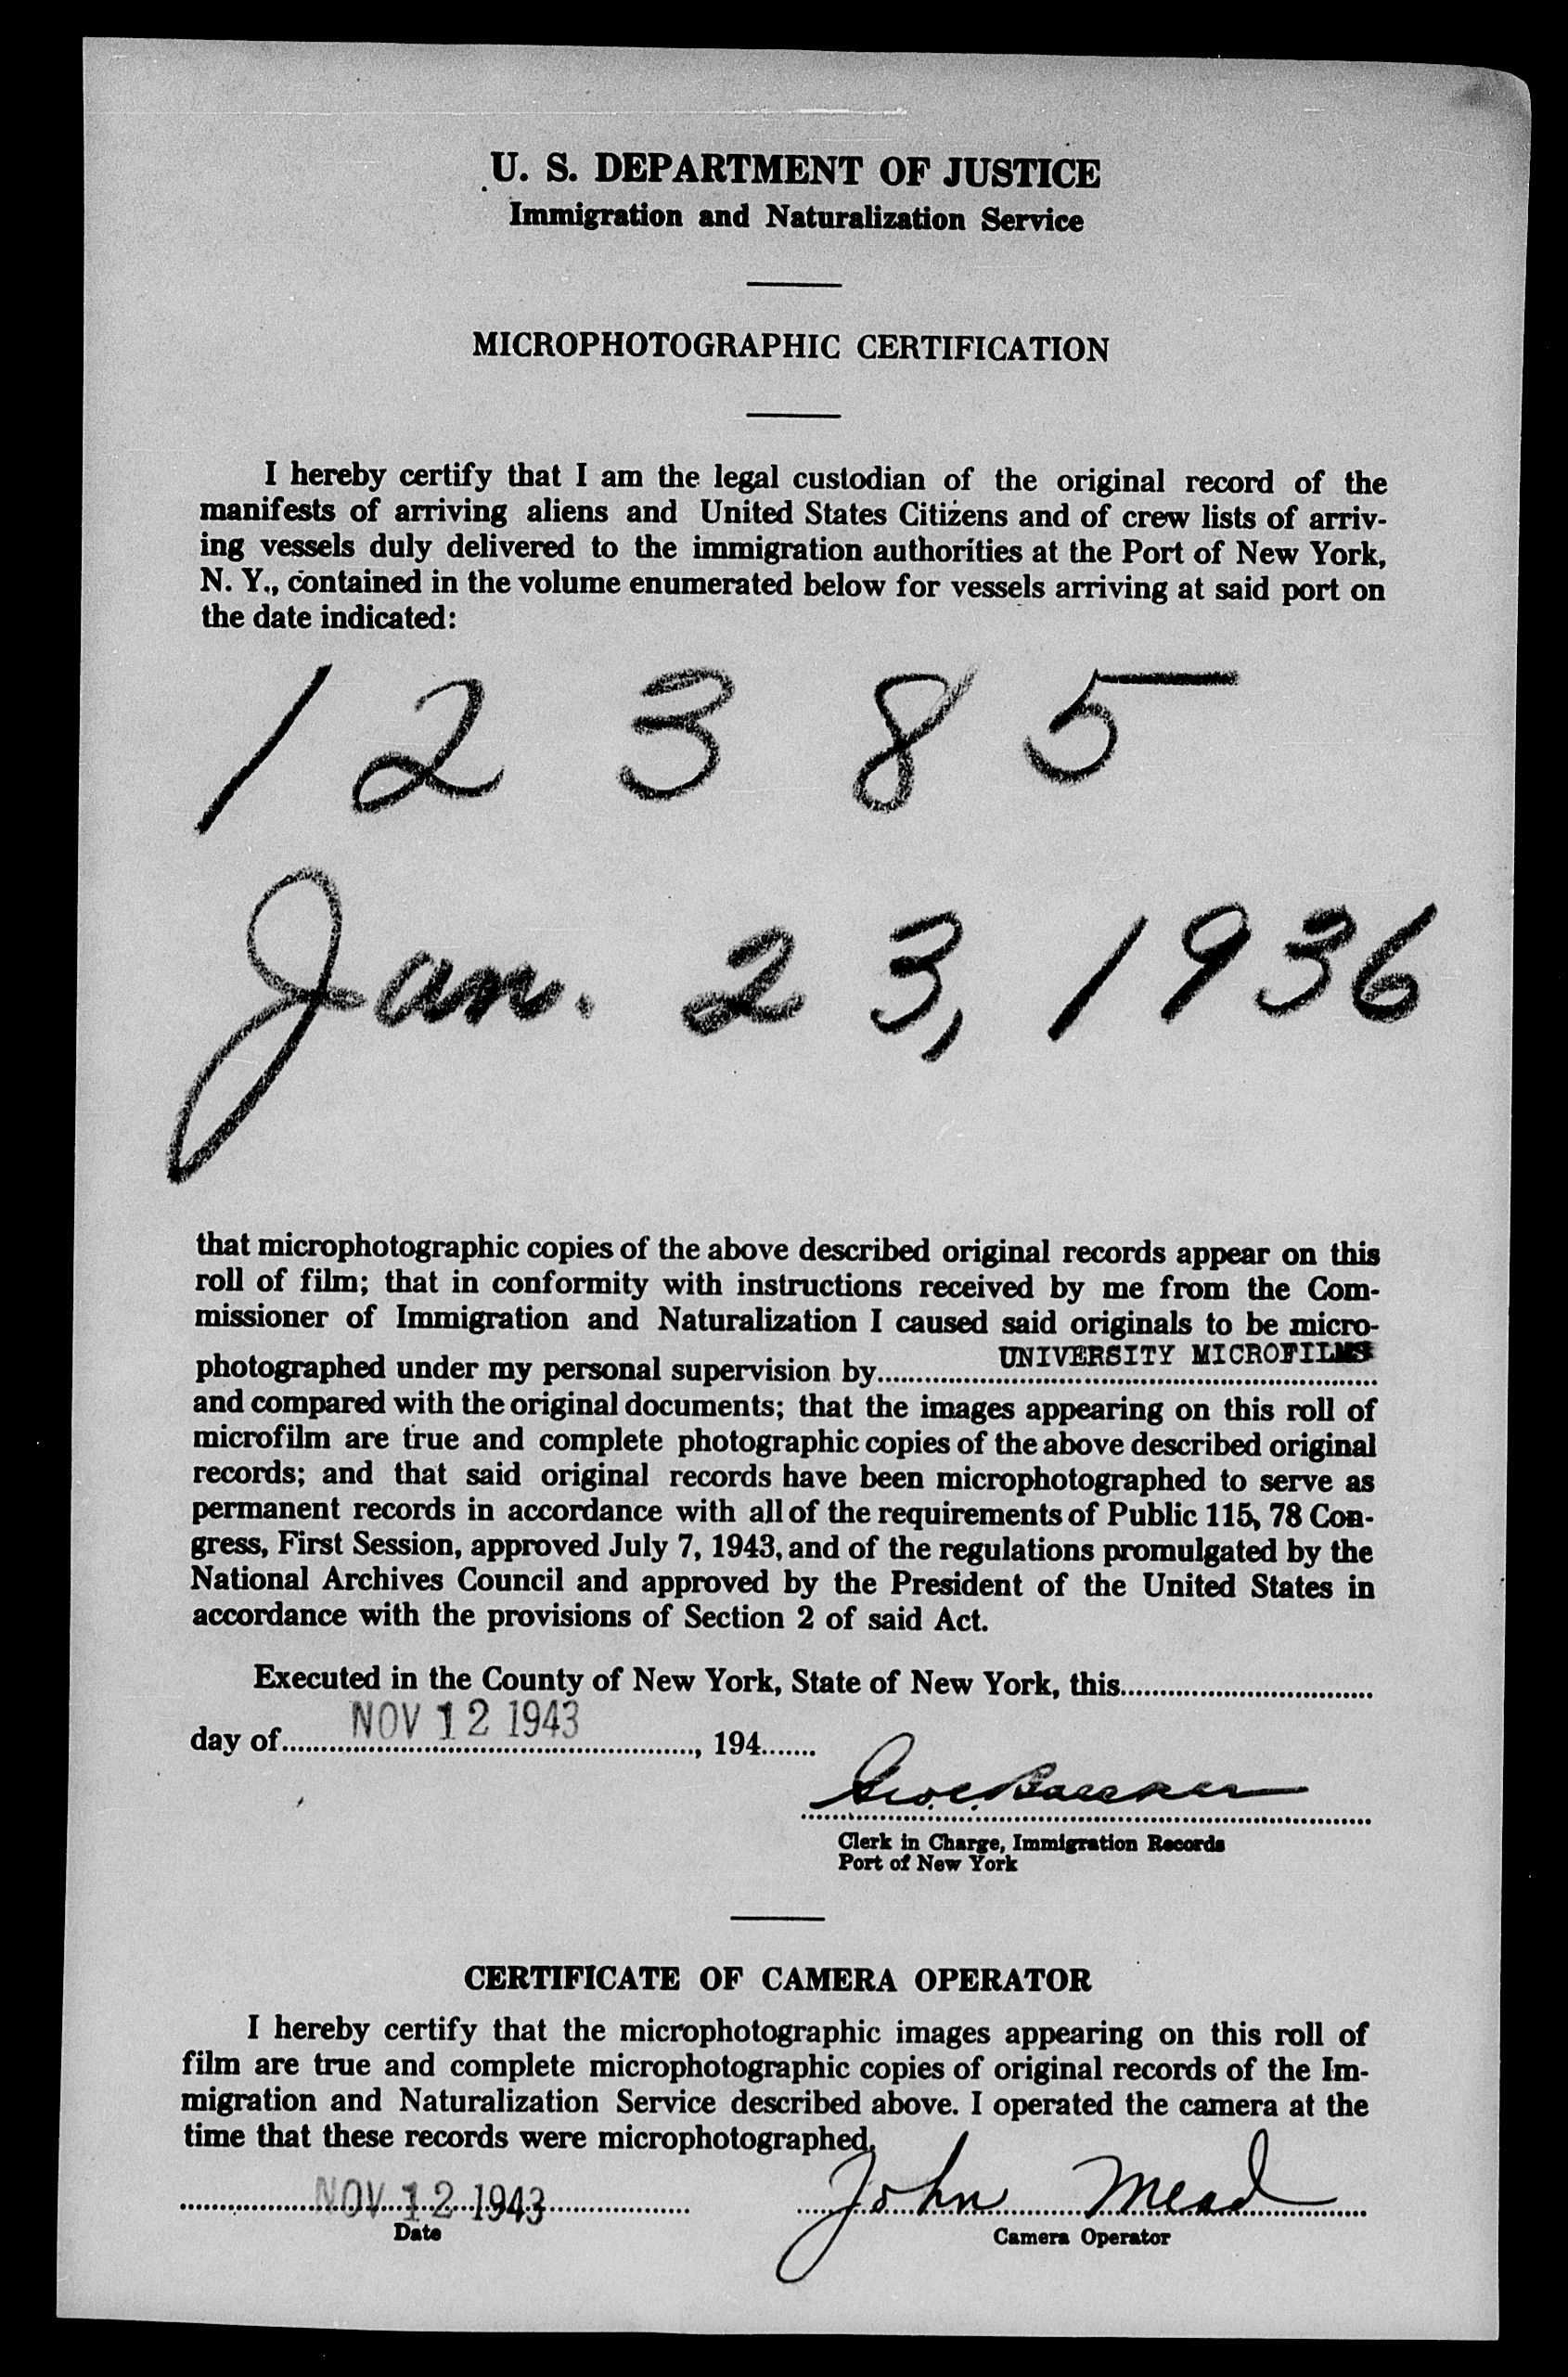 U. S. DEPARTMENT OF JUSTICE
Immigration and Naturalization Service
MICROPHOTOGRAPHIC CERTIFICATION
I hereby certify that I am the legal custodian of the original record of the
manifests of arriving aliens and United States Citizens and of crew lists of arriv-
ing vessels duly delivered to the immigration authorities at the Port of New York,
N. Y., contained in the volume enumerated below for vessels arriving at said port on
the date indicated:
12385
Jan. 23, 1936
that microphotographic copies of the above described original records appear on this
roll of film; that in conformity with instructions received by me from the Com-
missioner of Immigration and Naturalization I caused said originals to be micro-
photographed under my personal supervision by UNIVERSITY MICROFILMS
and compared with the original documents; that the images appearing on this roll of
microfilm are true and complete photographic copies of the above described original
records; and that said original records have been microphotographed to serve as
permanent records in accordance with all of the requirements of Public 115, 78 Con-
gress, First Session, approved July 7, 1943, and of the regulations promulgated by the
National Archives Council and approved by the President of the United States in
accordance with the provisions of Section 2 of said Act.
Executed in the County of New York, State of New York, this
day of NOV 12 1943, 194
Clerk in Charge, Immigration Records
Port of New York
CERTIFICATE OF CAMERA OPERATOR
I hereby certify that the microphotographic images appearing on this roll of
film are true and complete microphotographic copies of original records of the Im-
migration and Naturalization Service described above. I operated the camera at the
time that these records were microphotographed.
NOV 12 1943 John Mead
Date Camera Operator